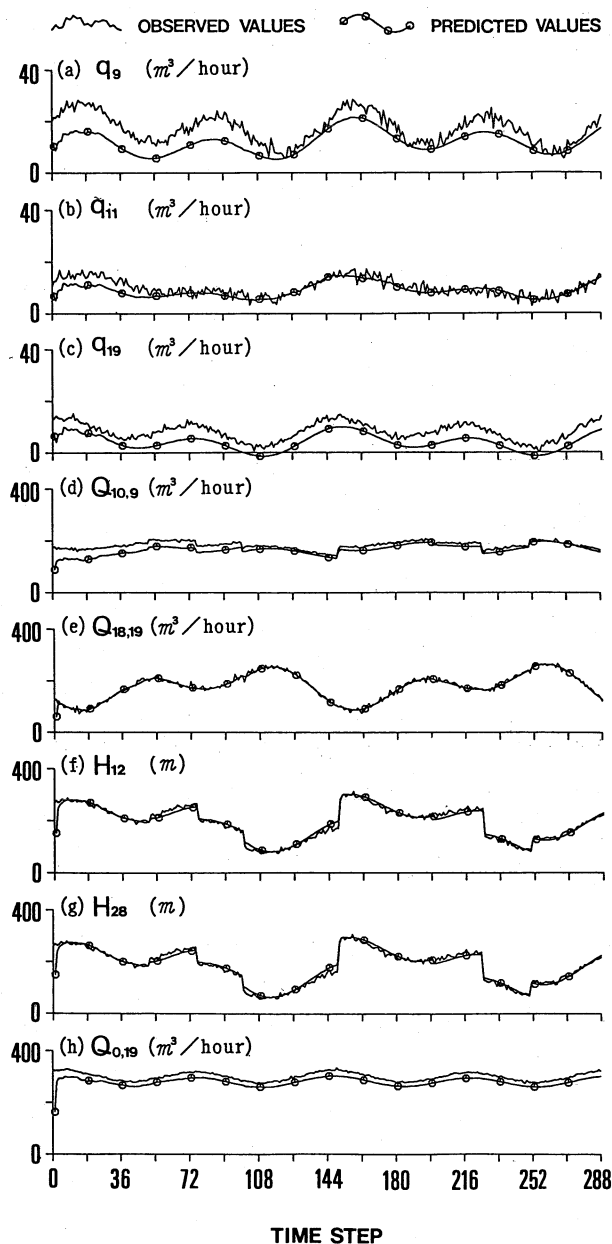 OBSERVED VALUES PREDICTED VALUES
(a) q9 (m³/hour)
40
0
(b) qi1 (m³/hour)
40
0
(c) q19 (m³/hour)
40
0
(d) Q10,9 (m³/hour)
400
0
(e) Q18,19 (m³/hour)
400
0
(f) H12 (m)
400
0
(g) H28 (m)
400
0
(h) Q0,19 (m³/hour)
400
0
0 36 72 108 144 180 216 252 288
TIME STEP